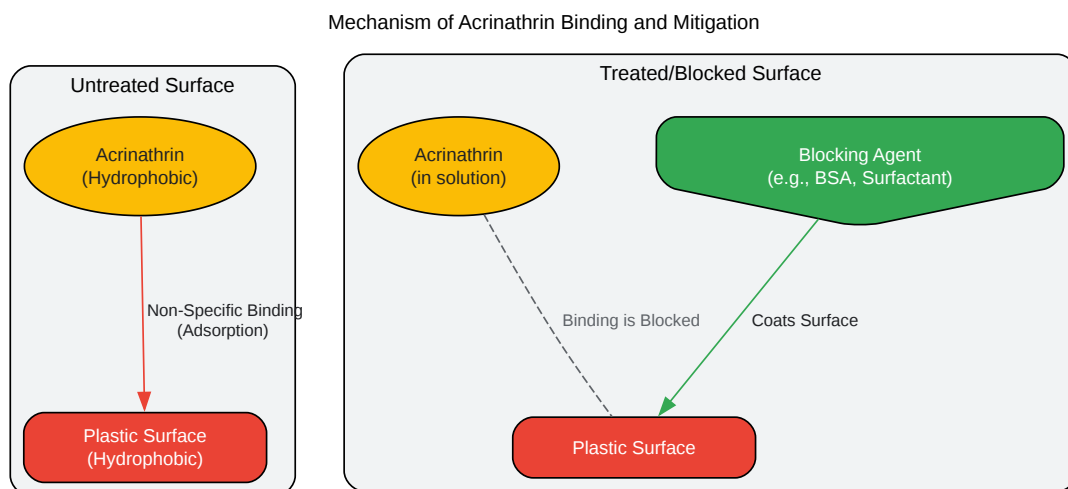 Mechanism of Acrinathrin Binding and Mitigation
Untreated Surface
Acrinathrin
(Hydrophobic)
Non-Specific Binding
(Adsorption)
Plastic Surface
(Hydrophobic)
Treated/Blocked Surface
Acrinathrin
(in solution)
Blocking Agent
(e.g., BSA, Surfactant)
Binding is Blocked
Coats Surface
Plastic Surface